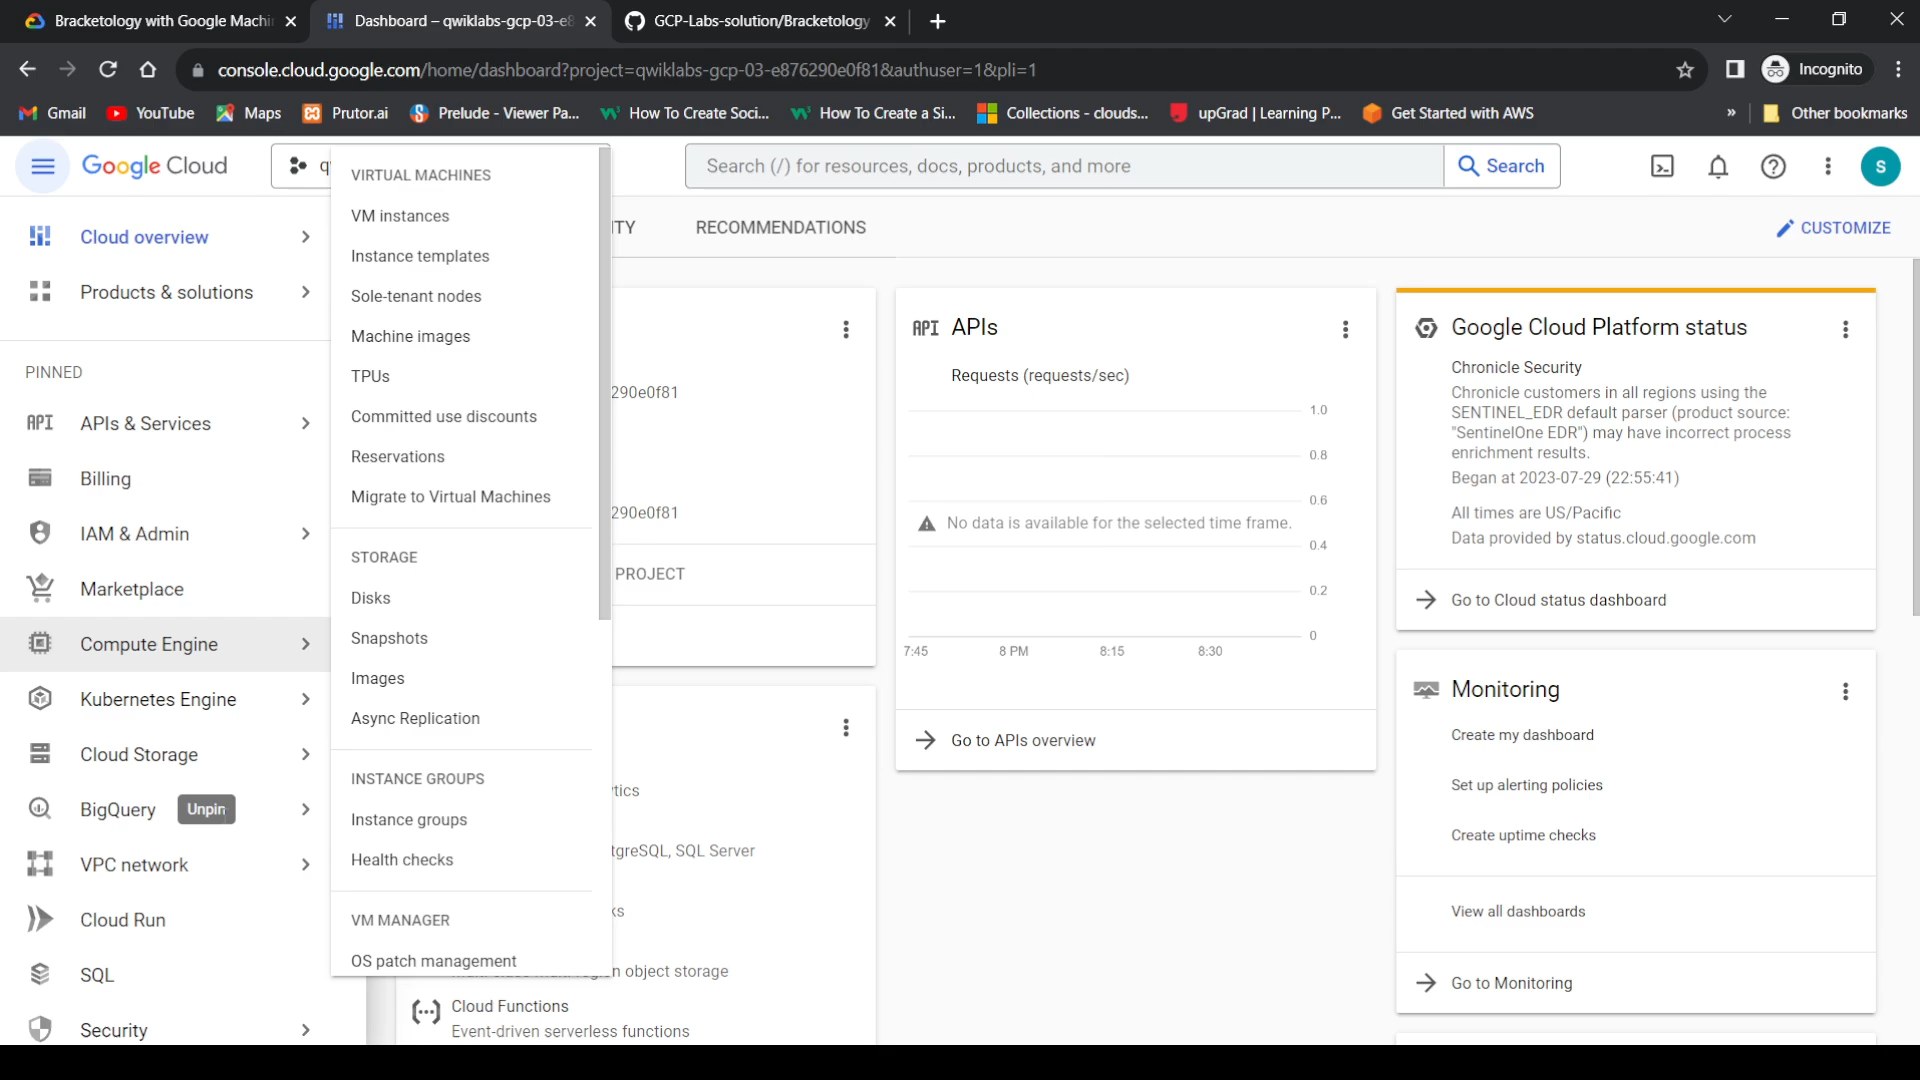 Bracketology with Google Machi
Dashboard – qwiklabs-gcp-03-e8
GCP-Labs-solution/Bracketology
console.cloud.google.com/home/dashboard?project=qwiklabs-gcp-03-e876290e0f81&authuser=1&pli=1
Incognito
Gmail
YouTube
Maps
Prutor.ai
Prelude - Viewer Pa...
How To Create Soci...
How To Create a Si...
Collections - clouds...
upGrad | Learning P...
Get Started with AWS
»
Other bookmarks
Google Cloud
q
Search (/) for resources, docs, products, and more
Search
S
Cloud overview
Products & solutions
PINNED
API APIs & Services
Billing
IAM & Admin
Marketplace
Compute Engine
Kubernetes Engine
Cloud Storage
BigQuery
Unpin
VPC network
Cloud Run
SQL
Security
VIRTUAL MACHINES
VM instances
Instance templates
Sole-tenant nodes
Machine images
TPUs
Committed use discounts
Reservations
Migrate to Virtual Machines
STORAGE
Disks
Snapshots
Images
Async Replication
INSTANCE GROUPS
Instance groups
Health checks
VM MANAGER
OS patch management
ITY
RECOMMENDATIONS
CUSTOMIZE
290e0f81
290e0f81
PROJECT
tics
tgreSQL, SQL Server
ks
n object storage
Cloud Functions
Event-driven serverless functions
API APIs
Requests (requests/sec)
1.0
0.8
0.6
No data is available for the selected time frame.
0.4
0.2
0
7:45
8 PM
8:15
8:30
Go to APIs overview
Google Cloud Platform status
Chronicle Security
Chronicle customers in all regions using the
SENTINEL_EDR default parser (product source:
"SentinelOne EDR") may have incorrect process
enrichment results.
Began at 2023-07-29 (22:55:41)
All times are US/Pacific
Data provided by status.cloud.google.com
Go to Cloud status dashboard
Monitoring
Create my dashboard
Set up alerting policies
Create uptime checks
View all dashboards
Go to Monitoring